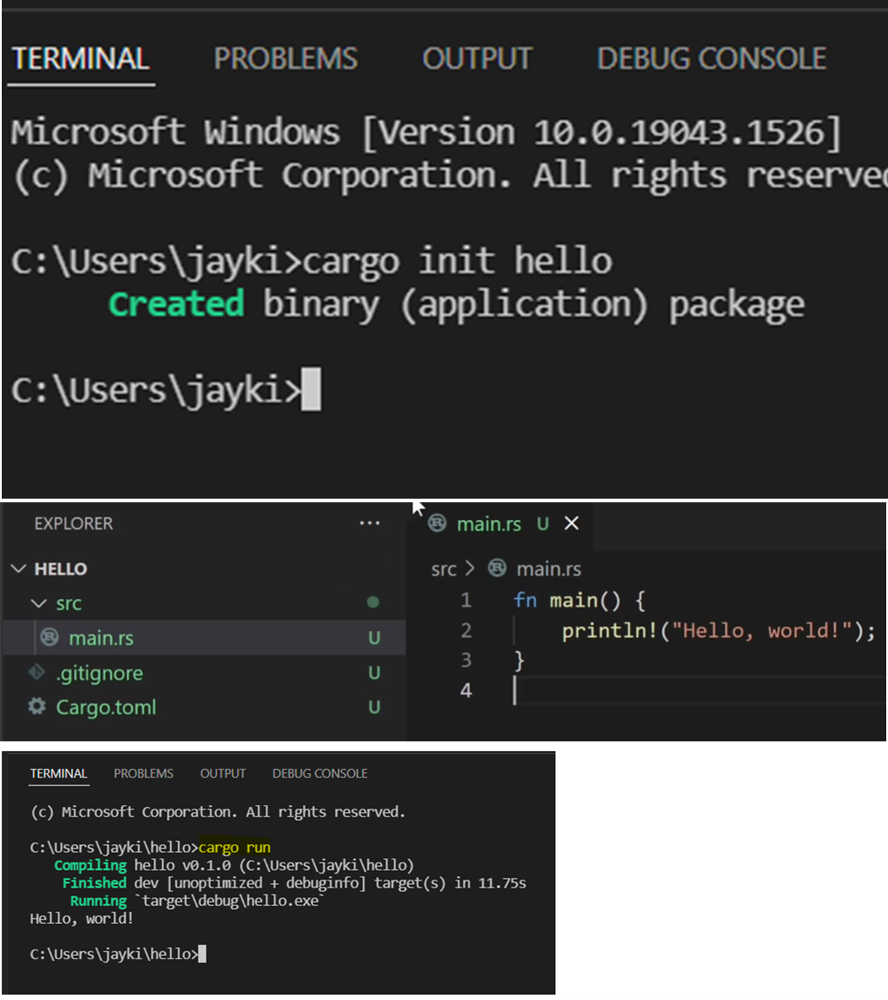 TERMINAL PROBLEMS OUTPUT DEBUG CONSOLE
Microsoft Windows [Version 10.0.19043.1526]
(c) Microsoft Corporation. All rights reserved
C:\Users\jayki>cargo init hello
Created binary (application) package
C:\Users\jayki>
EXPLORER ...
HELLO
src
main.rs U
.gitignore U
Cargo.toml U
main.rs U
src > main.rs
1 fn main() {
2 println!("Hello, world!");
3 }
4
TERMINAL PROBLEMS OUTPUT DEBUG CONSOLE
(c) Microsoft Corporation. All rights reserved.
C:\Users\jayki\hello>cargo run
Compiling hello v0.1.0 (C:\Users\jayki\hello)
Finished dev [unoptimized + debuginfo] target(s) in 11.75s
Running `target\debug\hello.exe`
Hello, world!
C:\Users\jayki\hello>